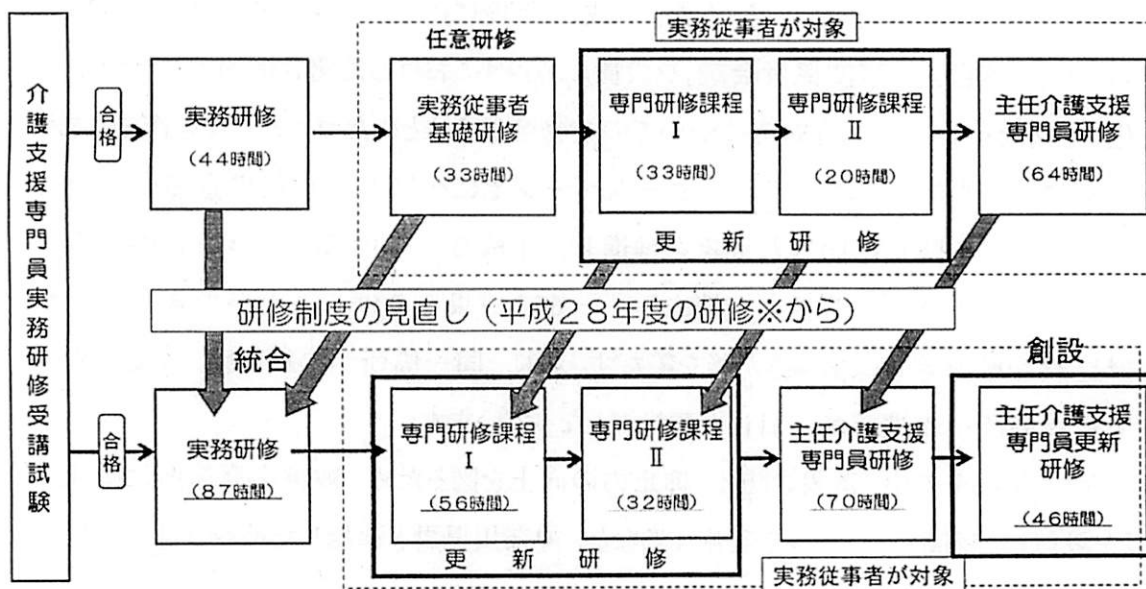 介護支援専門員実務研修受講試験
実務従事者が対象
任意研修
合格
実務研修
(44時間)
実務従事者
基礎研修
(33時間)
専門研修課程
Ⅰ
(33時間)
専門研修課程
Ⅱ
(20時間)
主任介護支援
専門員研修
(64時間)
更新研修
研修制度の見直し(平成28年度の研修※から)
統合
創設
合格
実務研修
(87時間)
専門研修課程
Ⅰ
(56時間)
専門研修課程
Ⅱ
(32時間)
主任介護支援
専門員研修
(70時間)
主任介護支援
専門員更新
研修
(46時間)
更新研修
実務従事者が対象